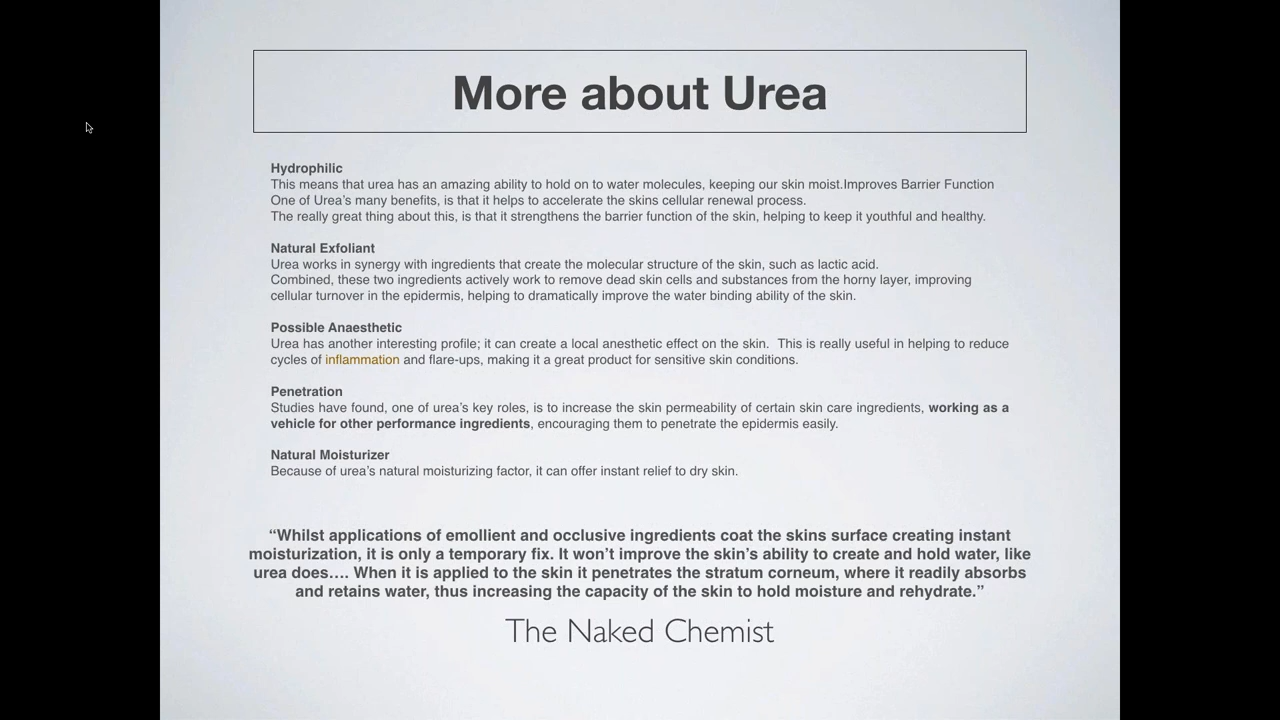 More about Urea
Hydrophilic
This means that urea has an amazing ability to hold on to water molecules, keeping our skin moist.Improves Barrier Function
One of Urea’s many benefits, is that it helps to accelerate the skins cellular renewal process.
The really great thing about this, is that it strengthens the barrier function of the skin, helping to keep it youthful and healthy.
Natural Exfoliant
Urea works in synergy with ingredients that create the molecular structure of the skin, such as lactic acid.
Combined, these two ingredients actively work to remove dead skin cells and substances from the horny layer, improving
cellular turnover in the epidermis, helping to dramatically improve the water binding ability of the skin.
Possible Anaesthetic
Urea has another interesting profile; it can create a local anesthetic effect on the skin.  This is really useful in helping to reduce
cycles of inflammation and flare-ups, making it a great product for sensitive skin conditions.
Penetration
Studies have found, one of urea’s key roles, is to increase the skin permeability of certain skin care ingredients, working as a
vehicle for other performance ingredients, encouraging them to penetrate the epidermis easily.
Natural Moisturizer
Because of urea’s natural moisturizing factor, it can offer instant relief to dry skin.
“Whilst applications of emollient and occlusive ingredients coat the skins surface creating instant
moisturization, it is only a temporary fix. It won’t improve the skin’s ability to create and hold water, like
urea does…. When it is applied to the skin it penetrates the stratum corneum, where it readily absorbs
and retains water, thus increasing the capacity of the skin to hold moisture and rehydrate.”
The Naked Chemist